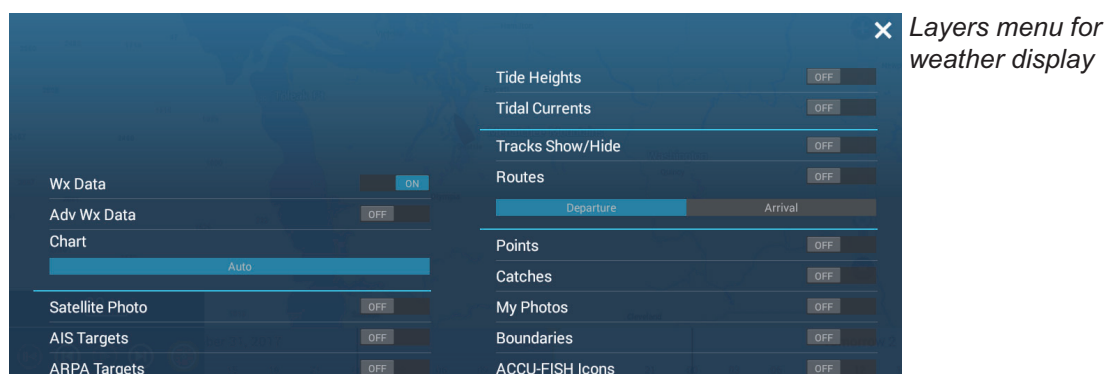 Layers menu for
weather display
Wx Data ON
Adv Wx Data OFF
Chart
Auto
Satellite Photo OFF
AIS Targets OFF
ARPA Targets OFF
Tide Heights OFF
Tidal Currents OFF
Tracks Show/Hide OFF
Routes OFF
Departure Arrival
Points OFF
Catches OFF
My Photos OFF
Boundaries OFF
ACCU-FISH Icons OFF